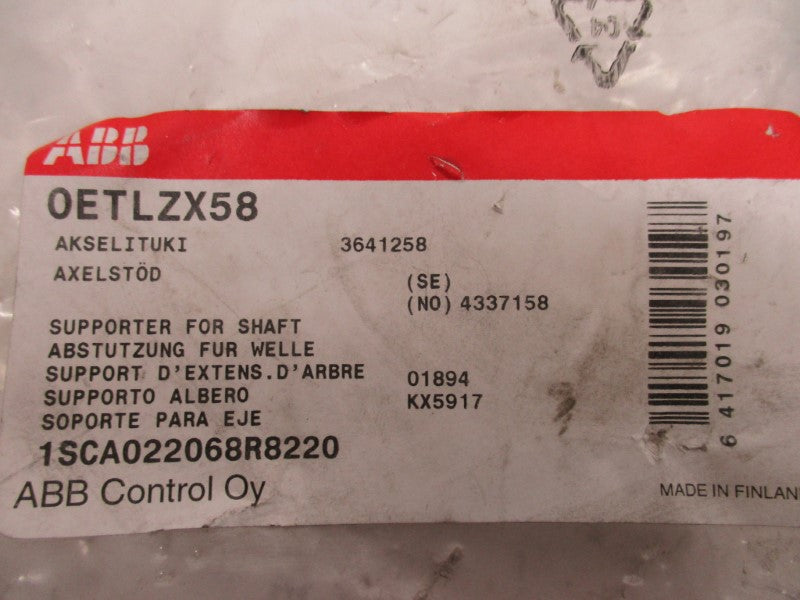 04
ABB
OETLZX58
AKSELITUKI 3641258
AXELSTÖD (SE)
(NO) 4337158
SUPPORTER FOR SHAFT
ABSTUTZUNG FUR WELLE
SUPPORT D'EXTENS.D'ARBRE 01894
SUPPORTO ALBERO KX5917
SOPORTE PARA EJE
1SCA022068R8220
ABB Control Oy
MADE IN FINLAN
6 417019 030197